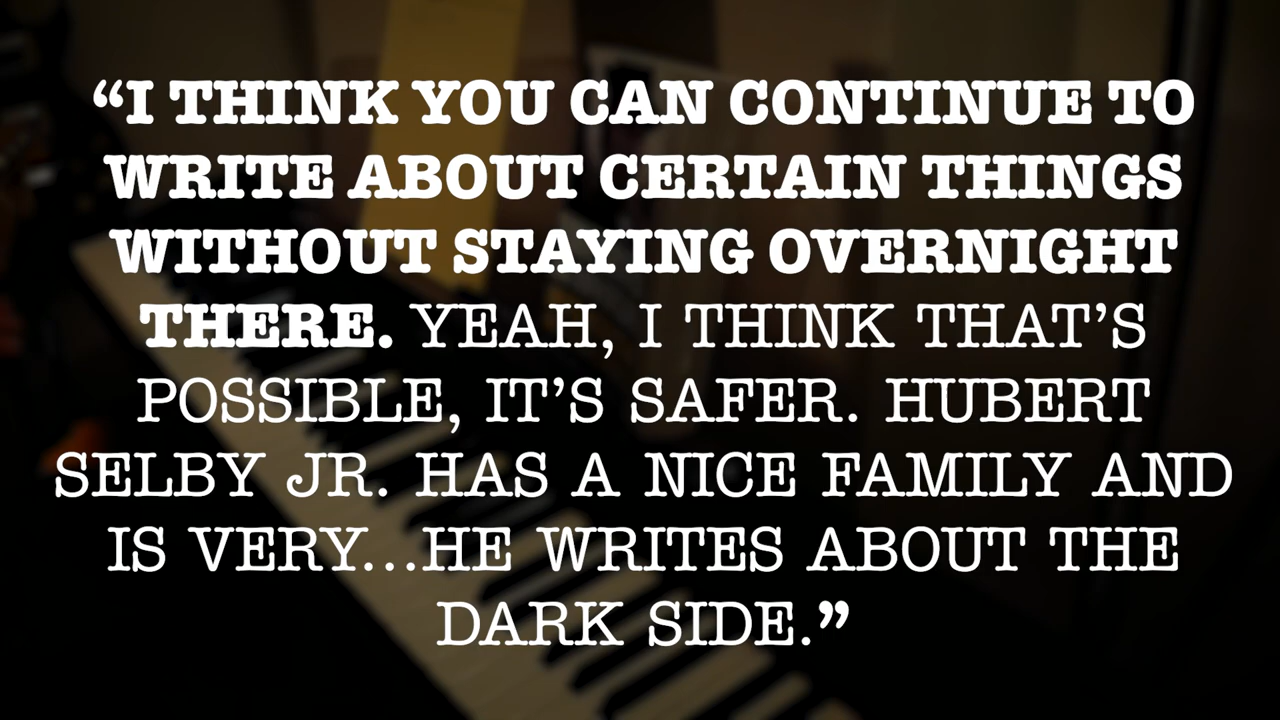 “I THINK YOU CAN CONTINUE TO
WRITE ABOUT CERTAIN THINGS
WITHOUT STAYING OVERNIGHT
THERE. YEAH, I THINK THAT’S
POSSIBLE, IT’S SAFER. HUBERT
SELBY JR. HAS A NICE FAMILY AND
IS VERY...HE WRITES ABOUT THE
DARK SIDE.”